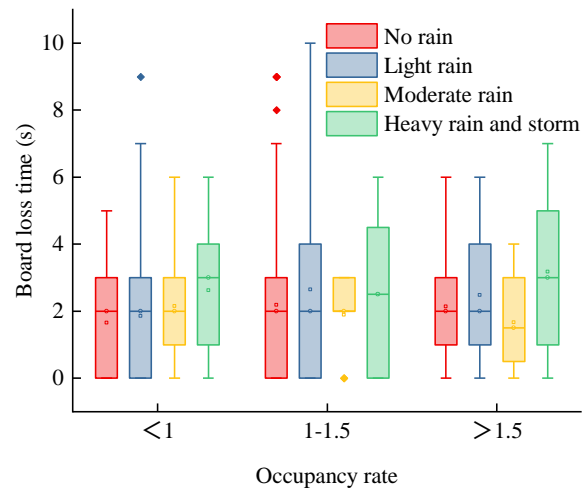 No rain
Light rain
Moderate rain
Heavy rain and storm
10
8
6
4
2
0
Board loss time (s)
<1 1-1.5 >1.5
Occupancy rate